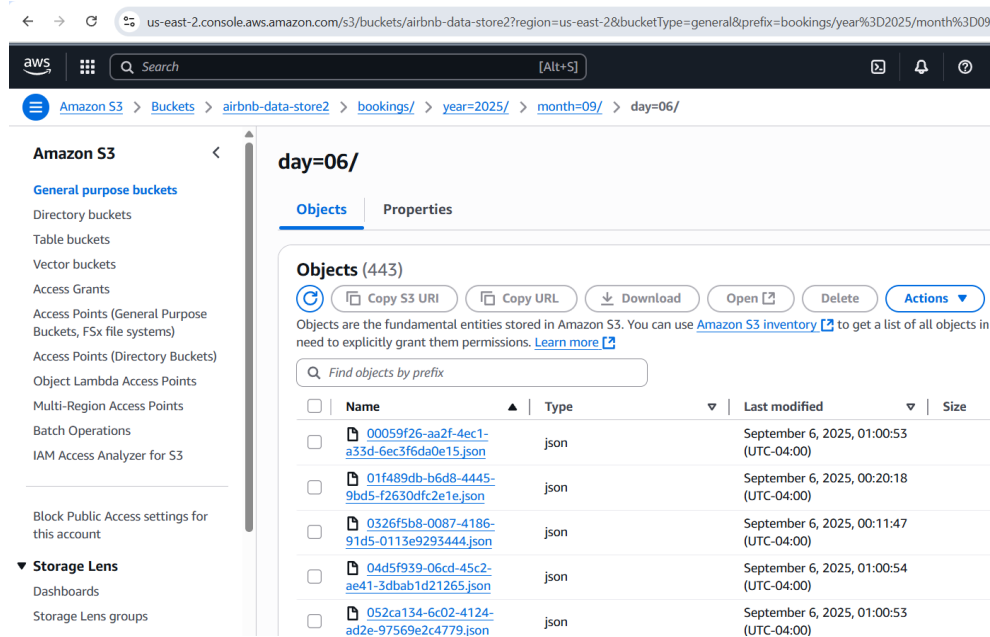 us-east-2.console.aws.amazon.com/s3/buckets/airbnb-data-store2?region=us-east-2&bucketType=general&prefix=bookings/year%3D2025/month%3D09
aws
Search [Alt+S]
Amazon S3 > Buckets > airbnb-data-store2 > bookings/ > year=2025/ > month=09/ > day=06/
Amazon S3
General purpose buckets
Directory buckets
Table buckets
Vector buckets
Access Grants
Access Points (General Purpose
Buckets, FSx file systems)
Access Points (Directory Buckets)
Object Lambda Access Points
Multi-Region Access Points
Batch Operations
IAM Access Analyzer for S3
Block Public Access settings for
this account
Storage Lens
Dashboards
Storage Lens groups
day=06/
Objects Properties
Objects (443)
Copy S3 URI Copy URL Download Open Delete Actions
Objects are the fundamental entities stored in Amazon S3. You can use Amazon S3 inventory to get a list of all objects in
need to explicitly grant them permissions. Learn more
Find objects by prefix
Name Type Last modified Size
00059f26-aa2f-4ec1- json September 6, 2025, 01:00:53
a33d-6ec3f6da0e15.json (UTC-04:00)
01f489db-b6d8-4445- json September 6, 2025, 00:20:18
9bd5-f2630dfc2e1e.json (UTC-04:00)
0326f5b8-0087-4186- json September 6, 2025, 00:11:47
91d5-0113e9293444.json (UTC-04:00)
04d5f939-06cd-45c2- json September 6, 2025, 01:00:54
ae41-3dbab1d21265.json (UTC-04:00)
052ca134-6c02-4124- json September 6, 2025, 01:00:53
ad2e-97569e2c4779.json (UTC-04:00)